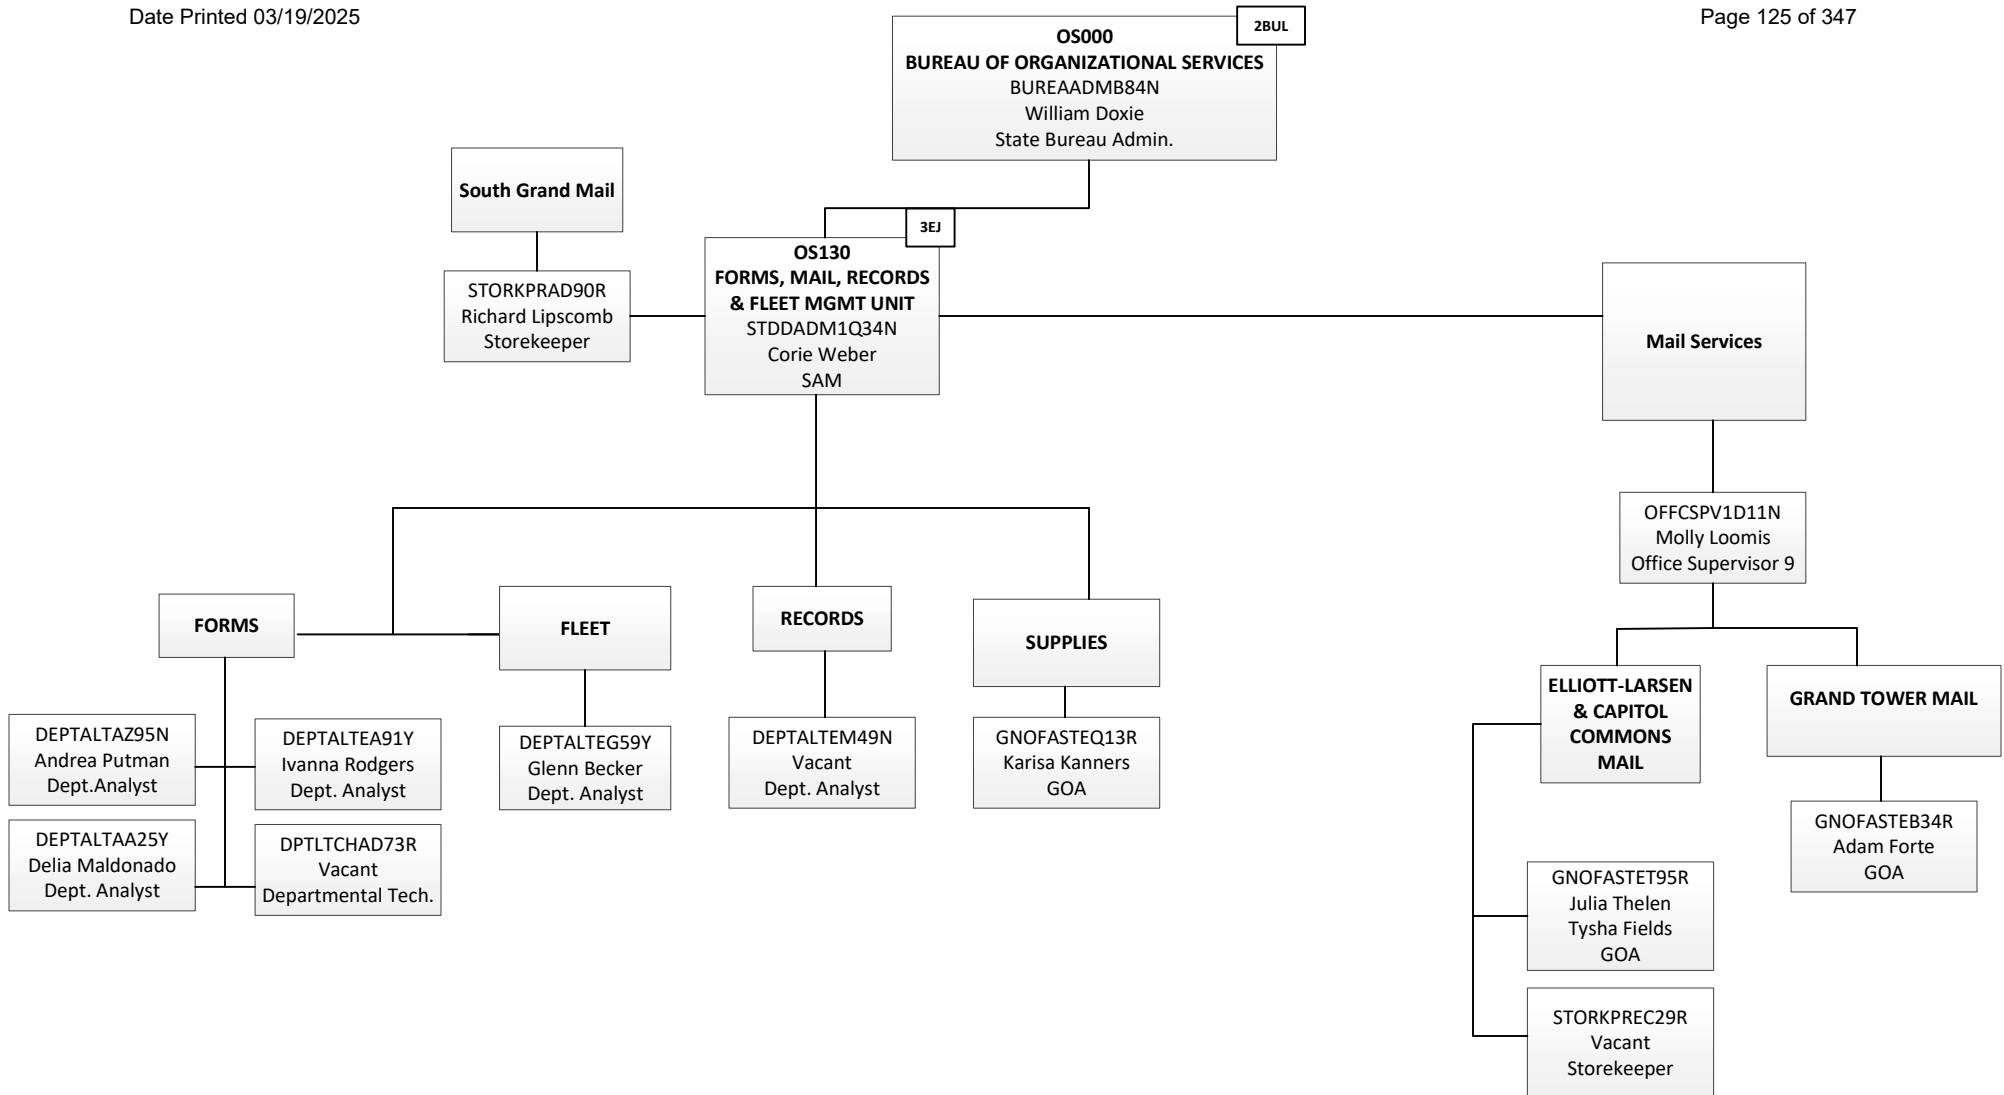 Date Printed 03/19/2025
Page 125 of 347
2BUL
OS000
BUREAU OF ORGANIZATIONAL SERVICES
BUREAADMB84N
William Doxie
State Bureau Admin.
South Grand Mail
STORKPRAD90R
Richard Lipscomb
Storekeeper
3EJ
OS130
FORMS, MAIL, RECORDS
& FLEET MGMT UNIT
STDDADM1Q34N
Corie Weber
SAM
Mail Services
OFFCSPV1D11N
Molly Loomis
Office Supervisor 9
FORMS
DEPTALTAZ95N
Andrea Putman
Dept.Analyst
DEPTALTEA91Y
Ivanna Rodgers
Dept. Analyst
DEPTALTAA25Y
Delia Maldonado
Dept. Analyst
DPTLTCHAD73R
Vacant
Departmental Tech.
FLEET
DEPTALTEG59Y
Glenn Becker
Dept. Analyst
RECORDS
DEPTALTEM49N
Vacant
Dept. Analyst
SUPPLIES
GNOFASTEQ13R
Karisa Kanners
GOA
ELLIOTT-LARSEN
& CAPITOL
COMMONS
MAIL
GNOFASTET95R
Julia Thelen
Tysha Fields
GOA
STORKPREC29R
Vacant
Storekeeper
GRAND TOWER MAIL
GNOFASTEB34R
Adam Forte
GOA